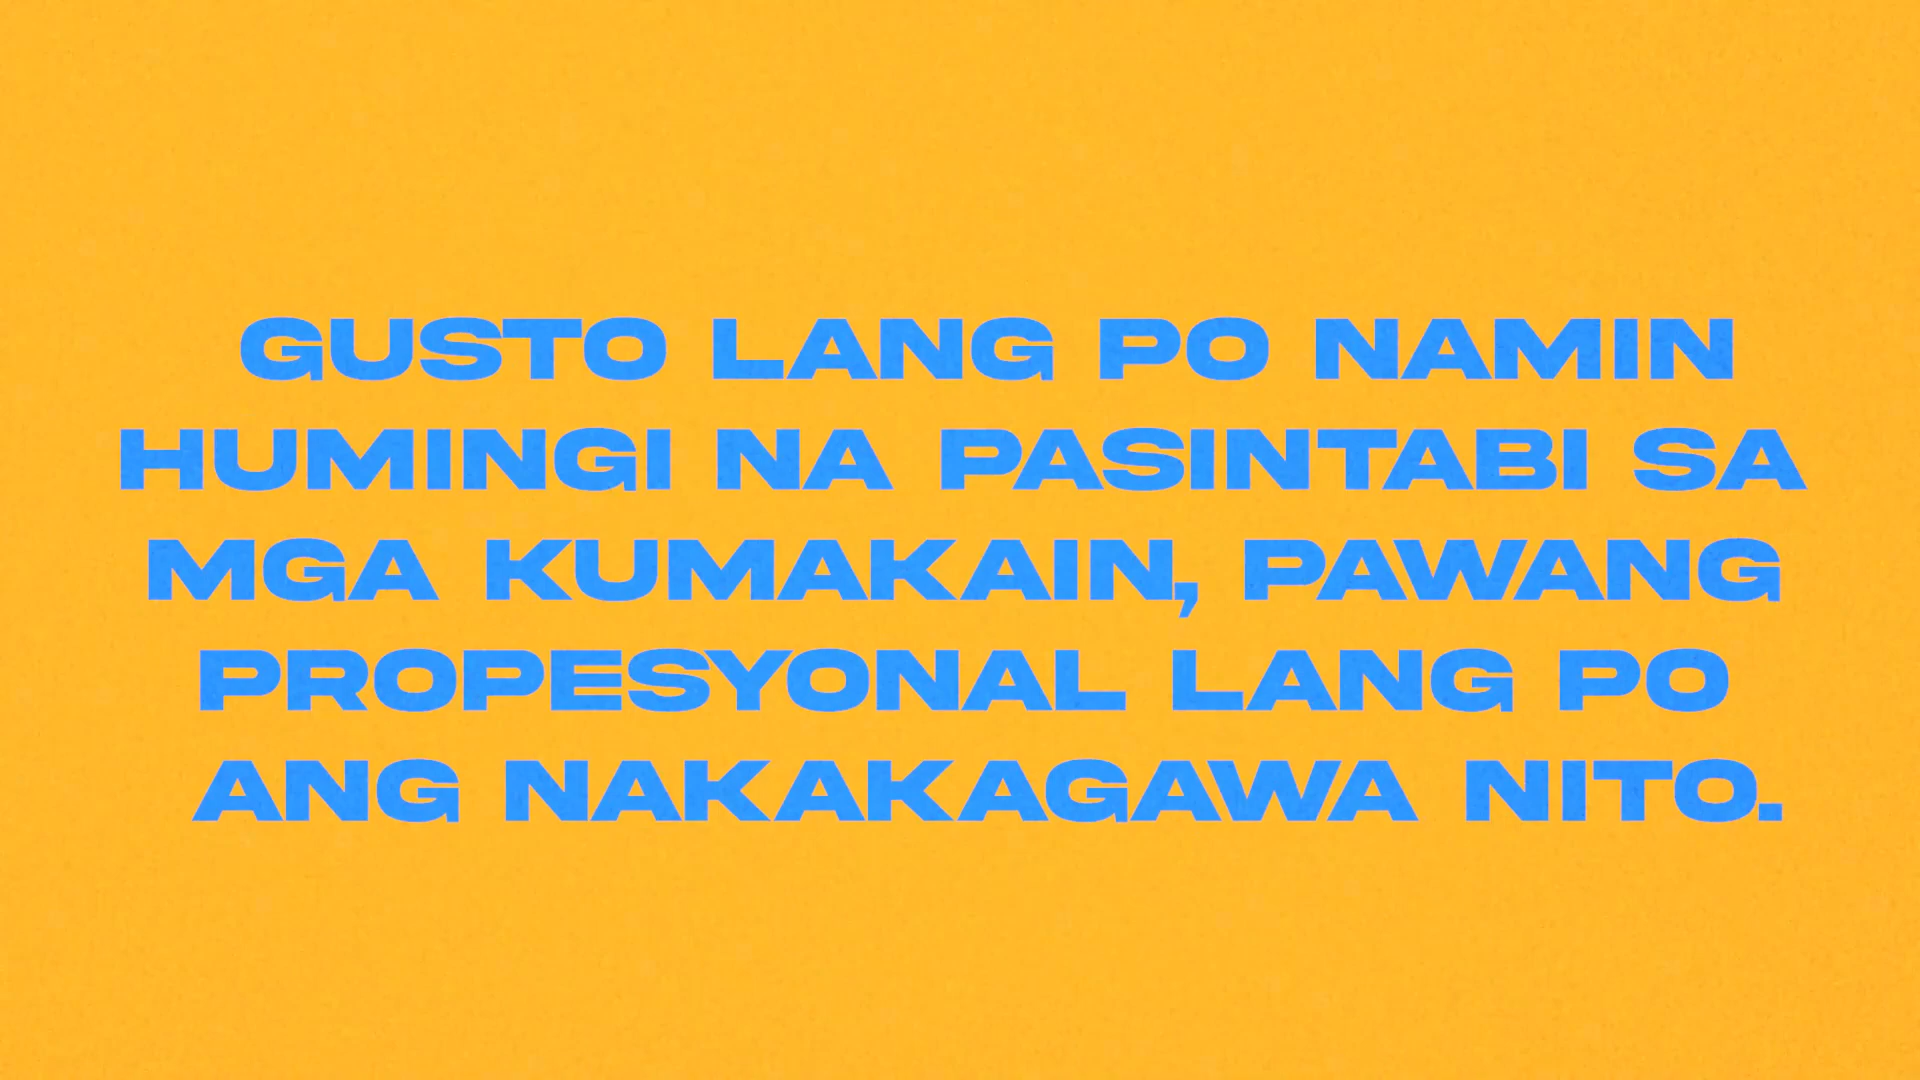 GUSTO LANG PO NAMIN
HUMINGI NA PASINTABI SA
MGA KUMAKAIN, PAWANG
PROPESYONAL LANG PO
ANG NAKAKAGAWA NITO.